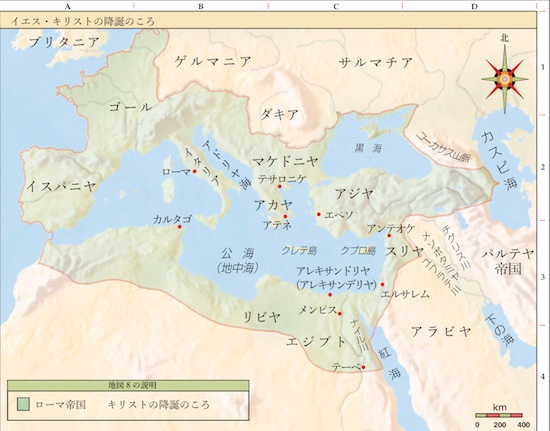 A B C D
イエス・キリストの降誕のころ
ブリタニア
ゲルマニア
サルマチア
北
1
ゴール
ダキア
コーカサス山脈
カスピ海
黒 海
イスパニヤ
イタリア
アドリヤ海
ローマ
マケドニヤ
テサロニケ
2
アジヤ
アカヤ
アテネ
エペソ
カルタゴ
アンテオケ
シリヤ
公 海
(地中海)
クレテ島
クプロ島
チグリス川
メソポタミヤ
ユウフラテ川
パルテヤ
帝国
3
アレキサンドリヤ
(アレキサンデリヤ)
エルサレム
メンピス
リビヤ
エジプト
ナイル川
アラビヤ
下の海
紅海
テーベ
4
地図8の説明
ローマ帝国 キリストの降誕のころ
km
0 200 400